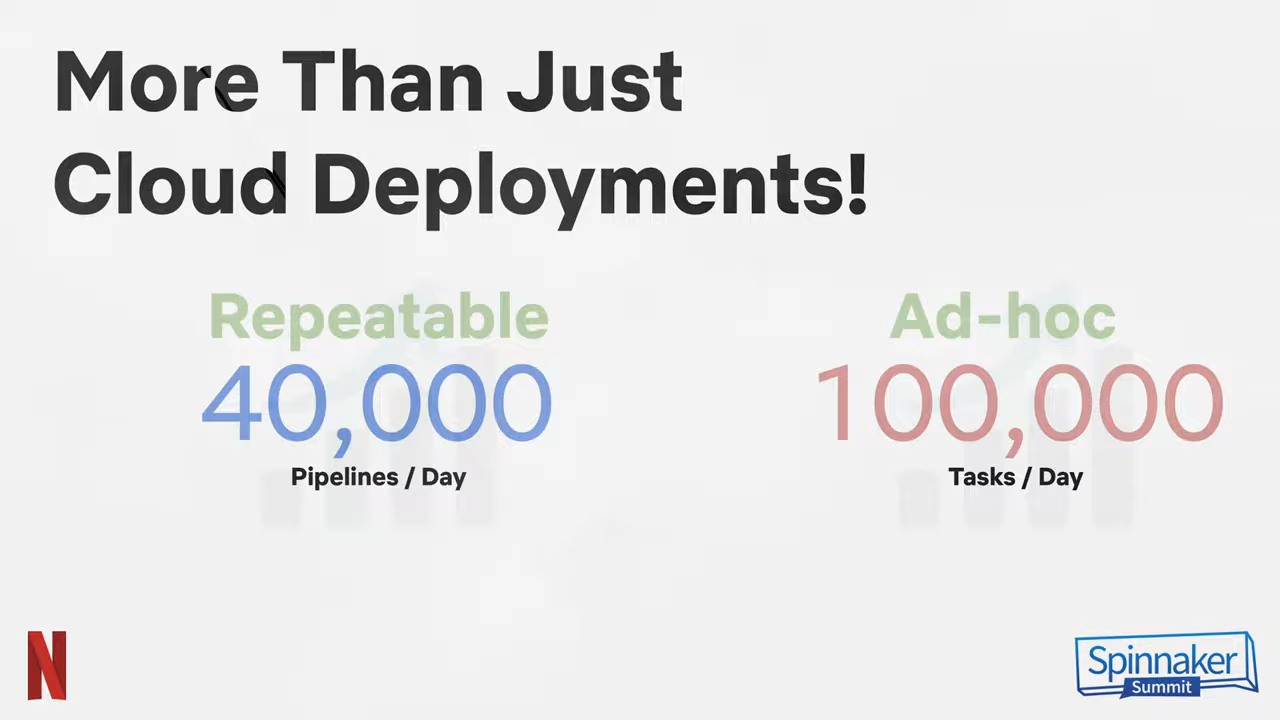 More Than Just
Cloud Deployments!
Repeatable
40,000
Pipelines / Day
Ad-hoc
100,000
Tasks / Day
N
Spinnaker
Summit